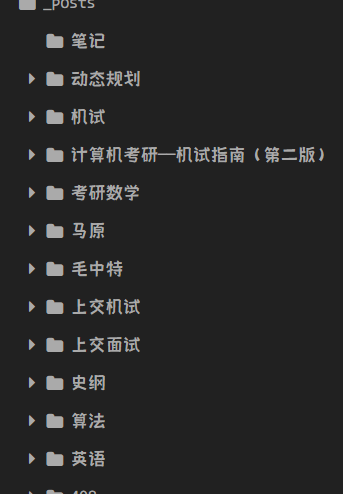 _posts
笔记
动态规划
机试
计算机考研—机试指南（第二版）
考研数学
马原
毛中特
上交机试
上交面试
史纲
算法
英语
408